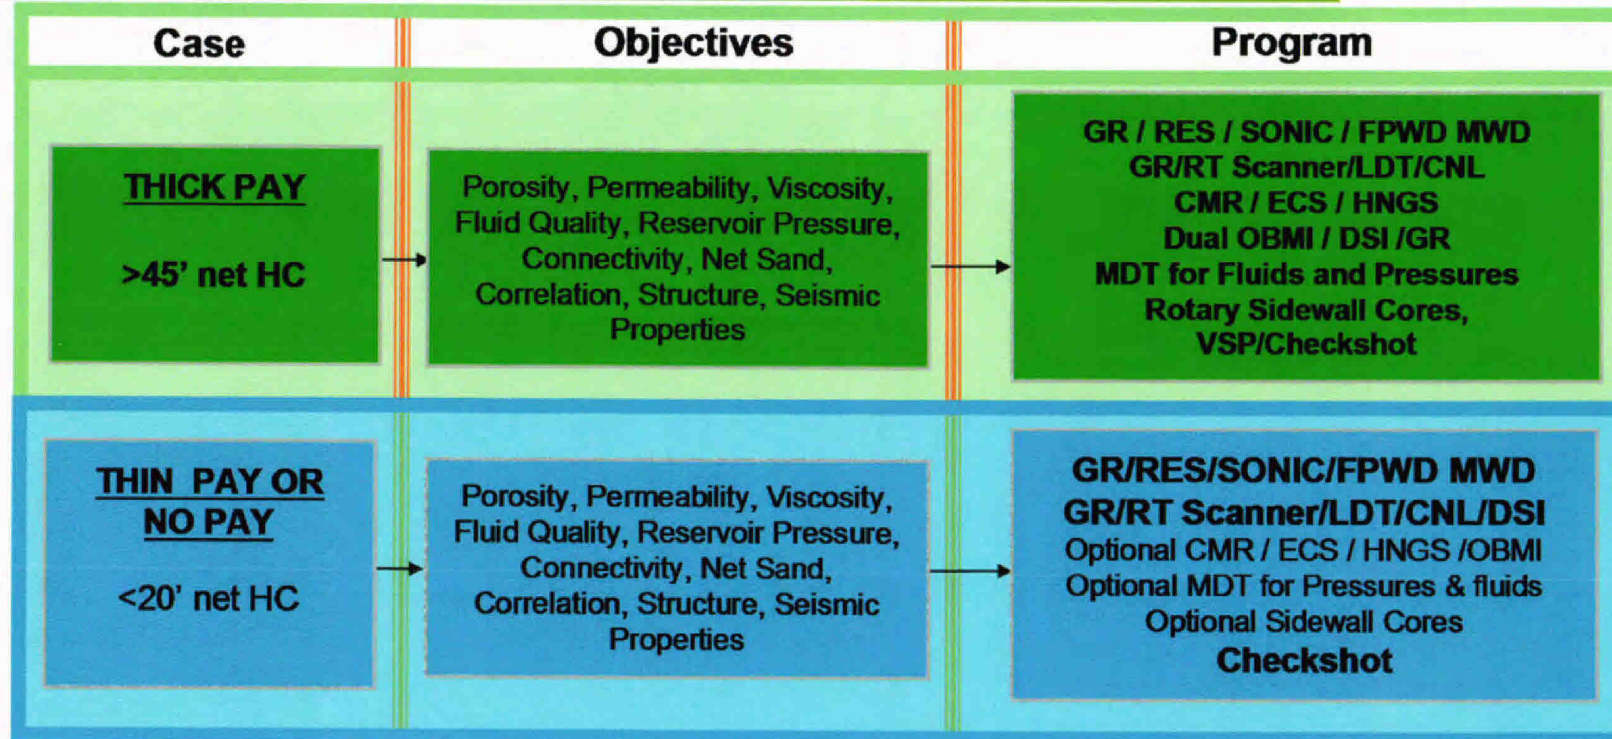 Case
Objectives
Program
THICK PAY
>45' net HC
Porosity, Permeability, Viscosity,
Fluid Quality, Reservoir Pressure,
Connectivity, Net Sand,
Correlation, Structure, Seismic
Properties
GR / RES / SONIC / FPWD MWD
GR/RT Scanner/LDT/CNL
CMR / ECS / HNGS
Dual OBMI / DSI /GR
MDT for Fluids and Pressures
Rotary Sidewall Cores,
VSP/Checkshot
THIN PAY OR
NO PAY
<20' net HC
Porosity, Permeability, Viscosity,
Fluid Quality, Reservoir Pressure,
Connectivity, Net Sand,
Correlation, Structure, Seismic
Properties
GR/RES/SONIC/FPWD MWD
GR/RT Scanner/LDT/CNL/DSI
Optional CMR / ECS / HNGS /OBMI
Optional MDT for Pressures & fluids
Optional Sidewall Cores
Checkshot